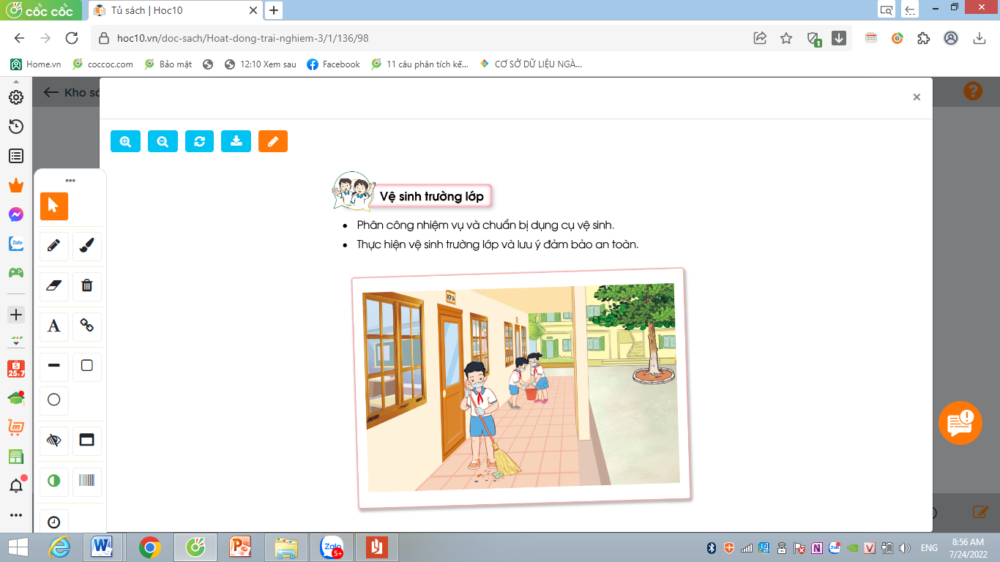 cốc cốc
Tủ sách | Hoc10
hoc10.vn/doc-sach/Hoat-dong-trai-nghiem-3/1/136/98
1
Home.vn
coccoc.com
Bảo mật
12:10 Xem sau
Facebook
11 câu phân tích kế...
CƠ SỞ DỮ LIỆU NGÀ...
Kho sá
Vệ sinh trường lớp
• Phân công nhiệm vụ và chuẩn bị dụng cụ vệ sinh.
• Thực hiện vệ sinh trường lớp và lưu ý đảm bảo an toàn.
Zalo
25.7
A
Zalo
5+
ENG
8:56 AM
7/24/2022